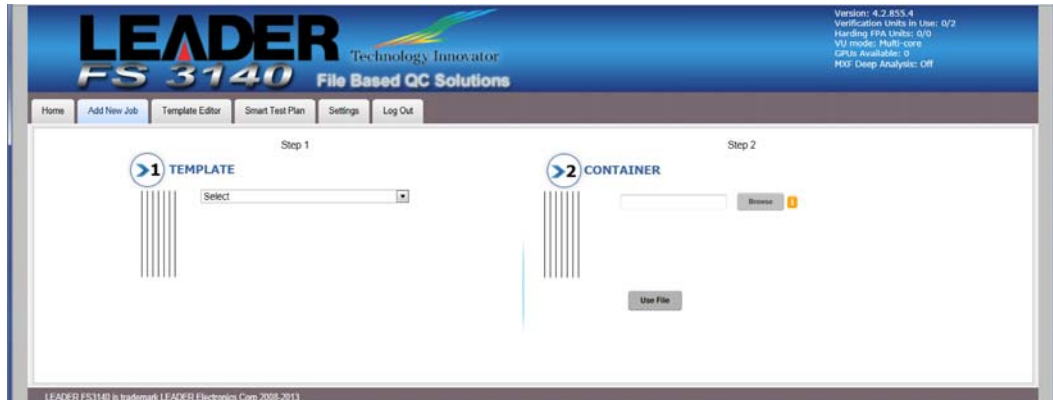 LEADER
Technology Innovator
FS 3140 File Based QC Solutions
Version: 4.2.855.4
Verification Units in Use: 0/2
Harding FPA Units: 0/0
VU mode: Multi-core
GPUs Available: 0
MXF Deep Analysis: Off
Home Add New Job Template Editor Smart Test Plan Settings Log Out
Step 1
1 TEMPLATE
Select
Step 2
2 CONTAINER
Browse i
Use File
LEADER FS3140 is trademark LEADER Electronics Corp 2008-2013